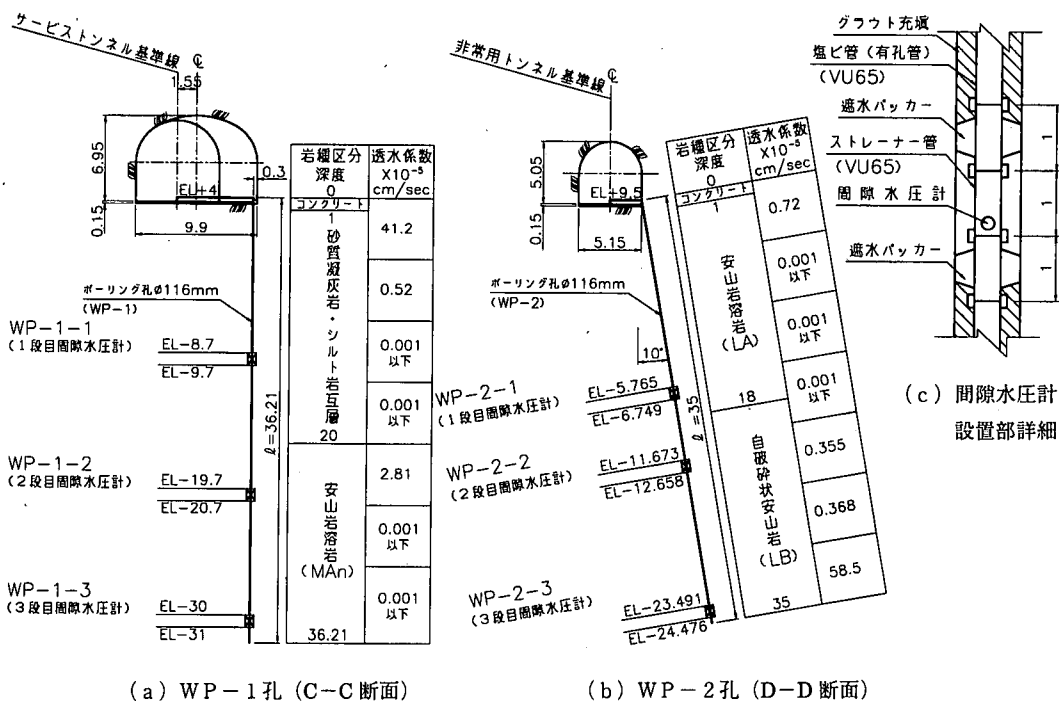 サービストンネル基準線
℄
1.55
6.95
0.15
9.9
EL+4
0.3
岩種区分
深度
0
透水係数
×10⁻⁵
cm/sec
コンクリート
1
砂質凝灰岩・シルト岩互層
20
安山岩溶岩
(MAn)
36.21
41.2
0.52
0.001
以下
0.001
以下
2.81
0.001
以下
0.001
以下
ボーリング孔φ116mm
(WP-1)
WP-1-1
(1段目間隙水圧計)
EL-8.7
EL-9.7
WP-1-2
(2段目間隙水圧計)
EL-19.7
EL-20.7
WP-1-3
(3段目間隙水圧計)
EL-30
EL-31
ℓ=36.21
(a) WP-1孔 (C-C断面)
非常用トンネル基準線
℄
5.05
0.15
5.15
EL+9.5
岩種区分
深度
0
透水係数
×10⁻⁵
cm/sec
コンクリート
1
安山岩溶岩
(LA)
18
自破砕状安山岩
(LB)
35
0.72
0.001
以下
0.001
以下
0.001
以下
0.355
0.368
58.5
ボーリング孔φ116mm
(WP-2)
10°
WP-2-1
(1段目間隙水圧計)
EL-5.765
EL-6.749
WP-2-2
(2段目間隙水圧計)
EL-11.673
EL-12.658
WP-2-3
(3段目間隙水圧計)
EL-23.491
EL-24.476
ℓ=35
(b) WP-2孔 (D-D断面)
グラウト充塡
塩ビ管(有孔管)
(VU65)
遮水パッカー
ストレーナー管
(VU65)
間隙水圧計
遮水パッカー
1
1
1
(c) 間隙水圧計
設置部詳細